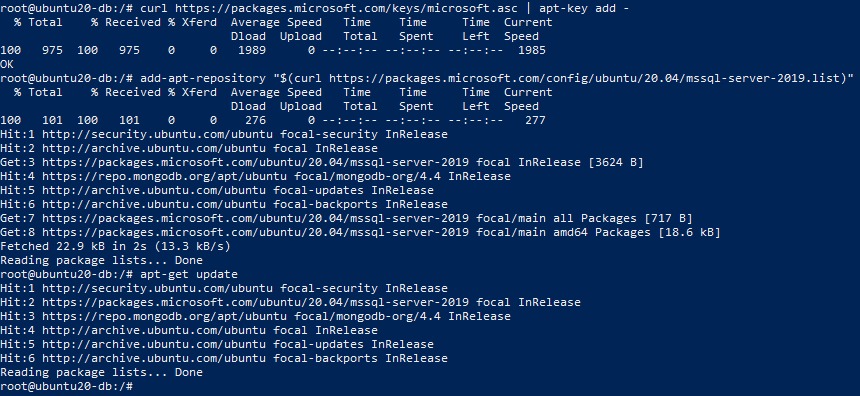 root@ubuntu20-db:/# curl https://packages.microsoft.com/keys/microsoft.asc | apt-key add -
  % Total    % Received % Xferd  Average Speed   Time    Time     Time  Current
                                 Dload  Upload   Total   Spent    Left  Speed
100   975  100   975    0     0   1989      0 --:--:-- --:--:-- --:--:--  1985
OK
root@ubuntu20-db:/# add-apt-repository "$(curl https://packages.microsoft.com/config/ubuntu/20.04/mssql-server-2019.list)"
  % Total    % Received % Xferd  Average Speed   Time    Time     Time  Current
                                 Dload  Upload   Total   Spent    Left  Speed
100   101  100   101    0     0    276      0 --:--:-- --:--:-- --:--:--   277
Hit:1 http://security.ubuntu.com/ubuntu focal-security InRelease
Hit:2 http://archive.ubuntu.com/ubuntu focal InRelease
Get:3 https://packages.microsoft.com/ubuntu/20.04/mssql-server-2019 focal InRelease [3624 B]
Hit:4 https://repo.mongodb.org/apt/ubuntu focal/mongodb-org/4.4 InRelease
Hit:5 http://archive.ubuntu.com/ubuntu focal-updates InRelease
Hit:6 http://archive.ubuntu.com/ubuntu focal-backports InRelease
Get:7 https://packages.microsoft.com/ubuntu/20.04/mssql-server-2019 focal/main all Packages [717 B]
Get:8 https://packages.microsoft.com/ubuntu/20.04/mssql-server-2019 focal/main amd64 Packages [18.6 kB]
Fetched 22.9 kB in 2s (13.3 kB/s)
Reading package lists... Done
root@ubuntu20-db:/# apt-get update
Hit:1 http://security.ubuntu.com/ubuntu focal-security InRelease
Hit:2 https://packages.microsoft.com/ubuntu/20.04/mssql-server-2019 focal InRelease
Hit:3 https://repo.mongodb.org/apt/ubuntu focal/mongodb-org/4.4 InRelease
Hit:4 http://archive.ubuntu.com/ubuntu focal InRelease
Hit:5 http://archive.ubuntu.com/ubuntu focal-updates InRelease
Hit:6 http://archive.ubuntu.com/ubuntu focal-backports InRelease
Reading package lists... Done
root@ubuntu20-db:/#